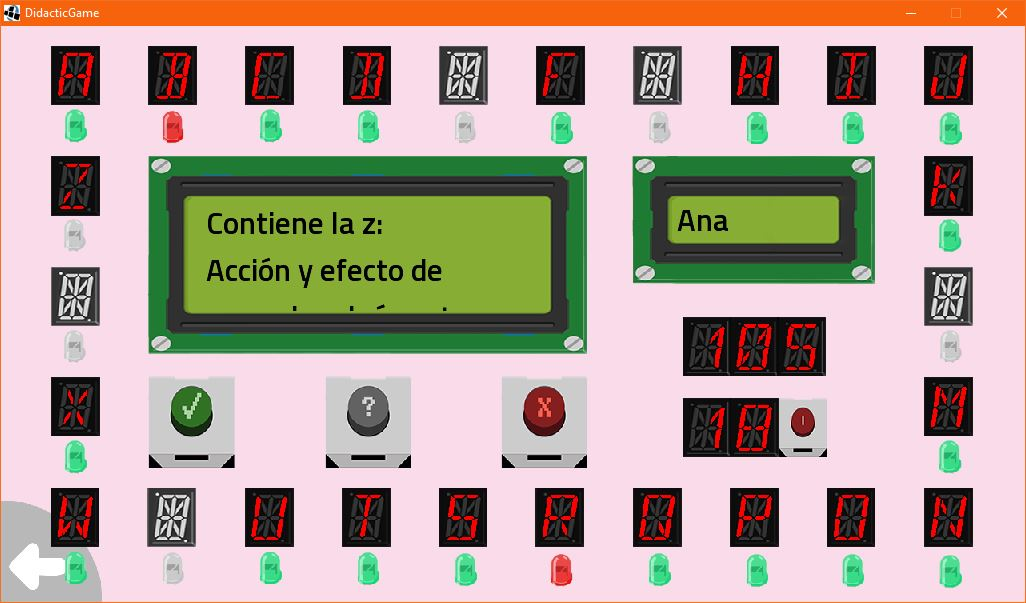 DidacticGame
A B C D F H I J
Z
K
Contiene la z:
Acción y efecto de
Ana
105
18
✓ ? X
X
M
W U T S R Q P O N